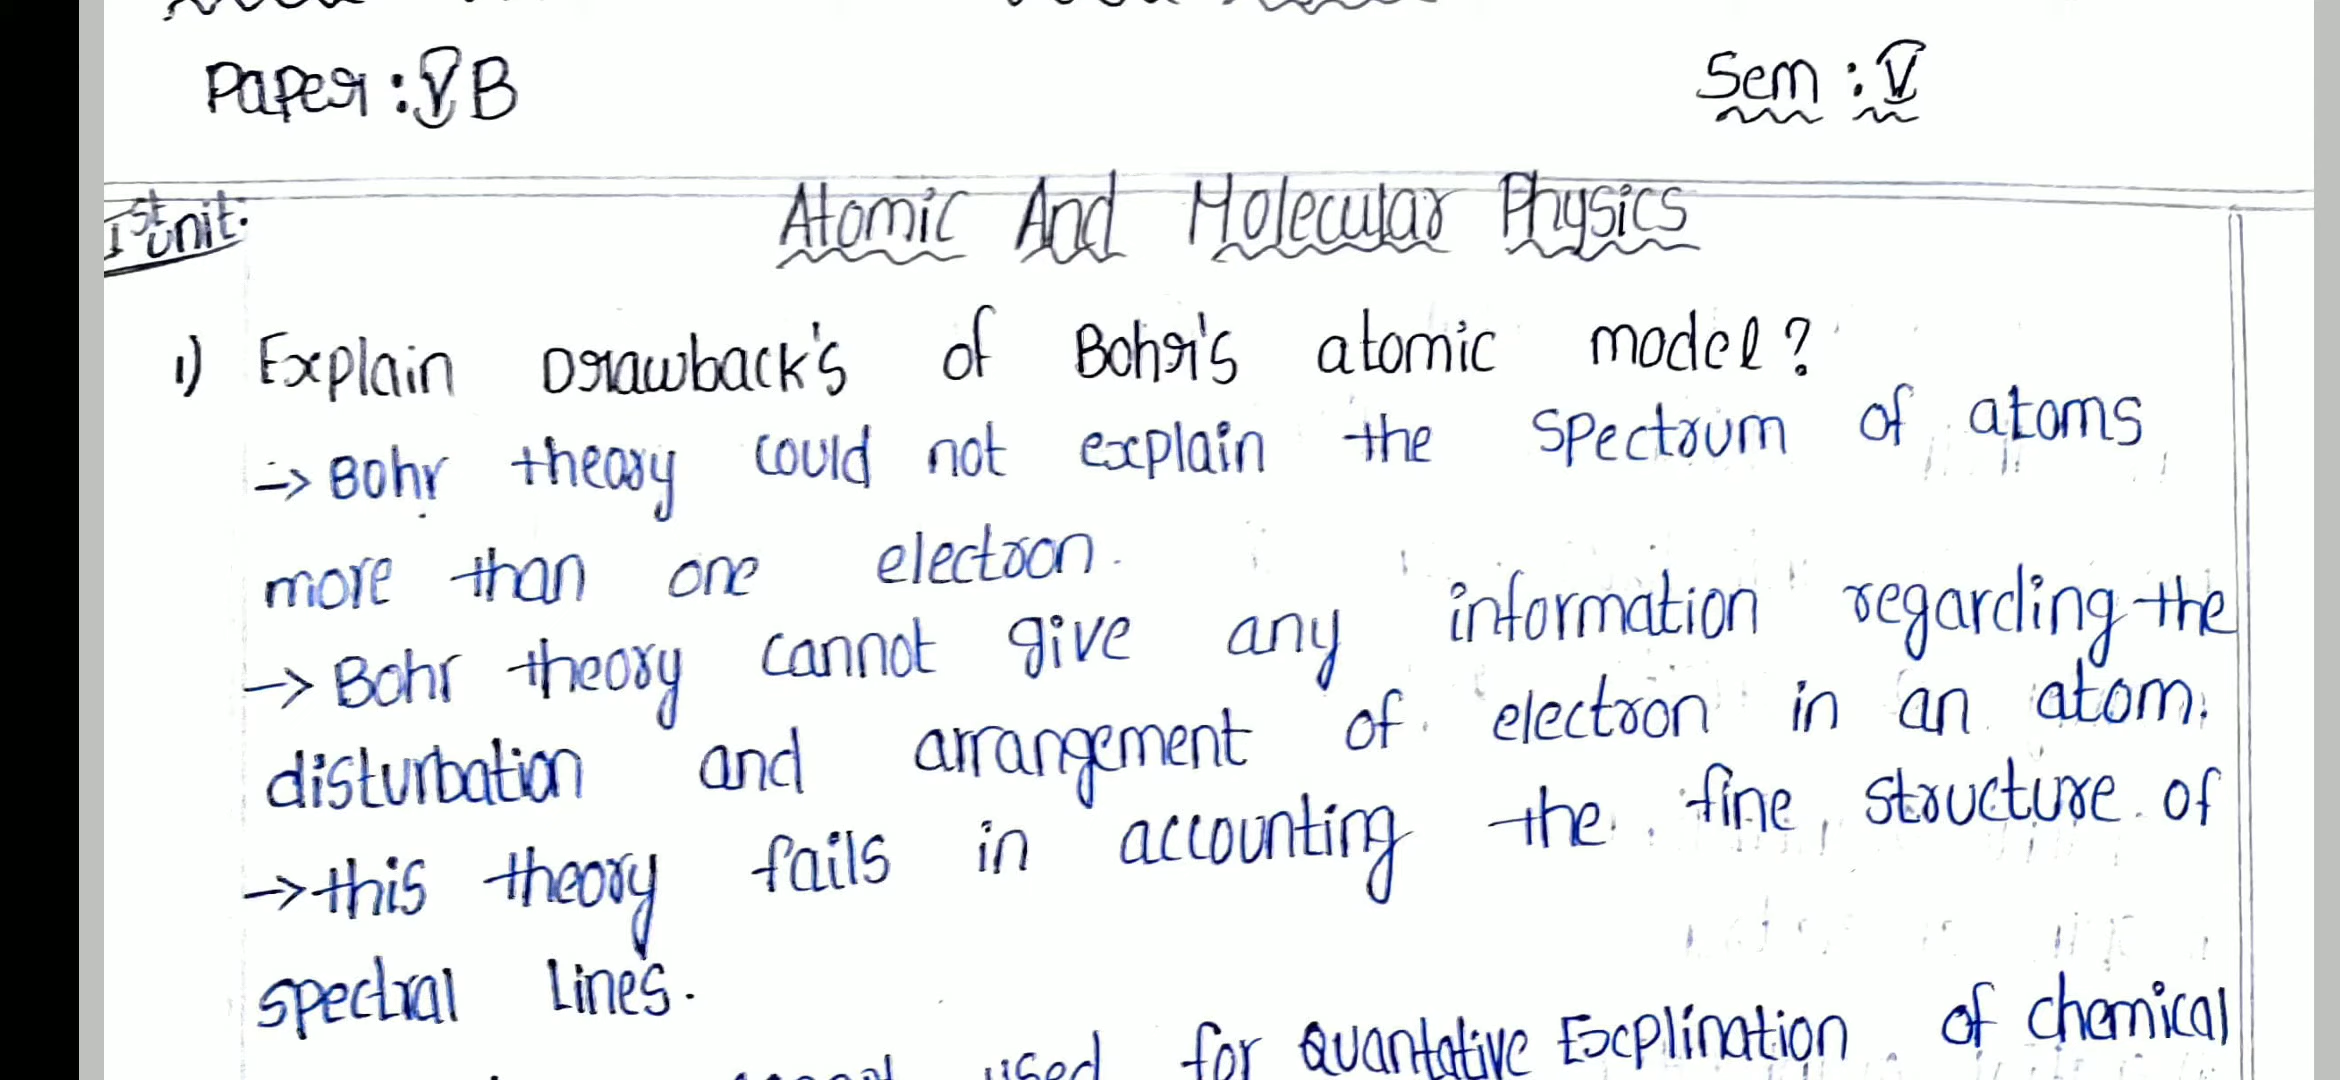 Paper : V B
Sem : V
Ist Unit.
Atomic And Molecular Physics
1) Explain Drawback's of Bohr's atomic model?
-> Bohr theory could not explain the spectrum of atoms
more than one electron.
-> Bohr theory cannot give any information regarding the
disturbation and arrangement of electron in an atom.
-> this theory fails in accounting the fine structure of
spectral Line's.
used for Quantative Explination of chemical